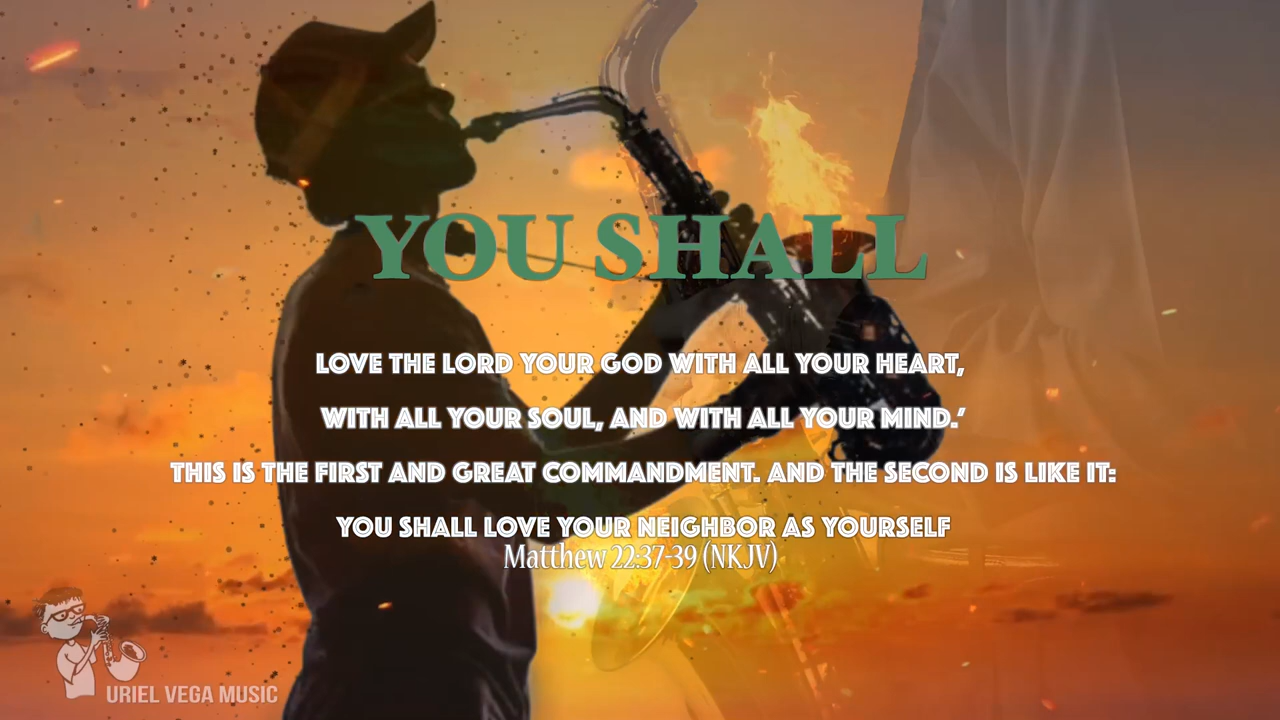 YOU SHALL
LOVE THE LORD YOUR GOD WITH ALL YOUR HEART,
WITH ALL YOUR SOUL, AND WITH ALL YOUR MIND.’
THIS IS THE FIRST AND GREAT COMMANDMENT. AND THE SECOND IS LIKE IT:
YOU SHALL LOVE YOUR NEIGHBOR AS YOURSELF
Matthew 22:37-39 (NKJV)
URIEL VEGA MUSIC